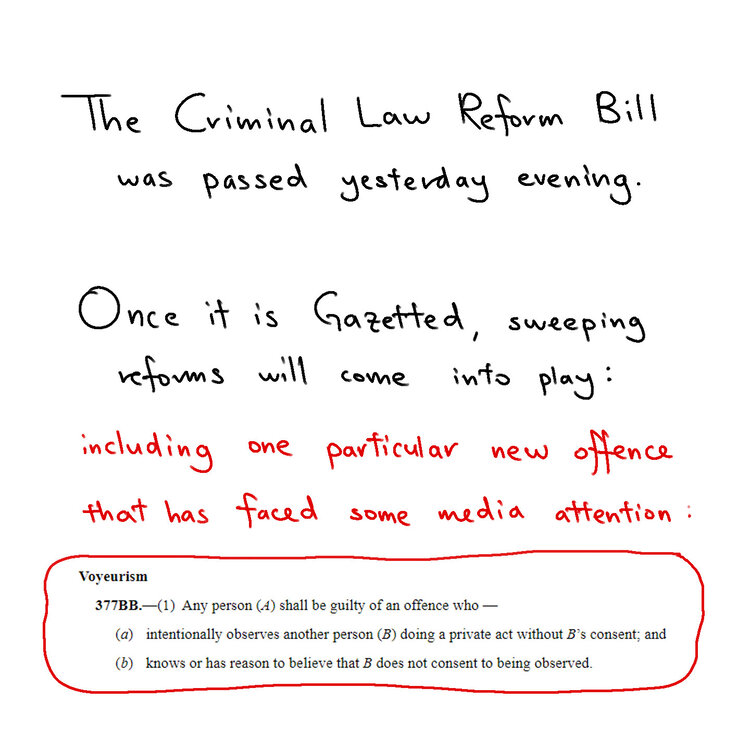 The Criminal Law Reform Bill
was passed yesterday evening.
Once it is Gazetted, sweeping
reforms will come into play:
including one particular new offence
that has faced some media attention:
Voyeurism
377BB.—(1) Any person (A) shall be guilty of an offence who —
(a) intentionally observes another person (B) doing a private act without B’s consent; and
(b) knows or has reason to believe that B does not consent to being observed.